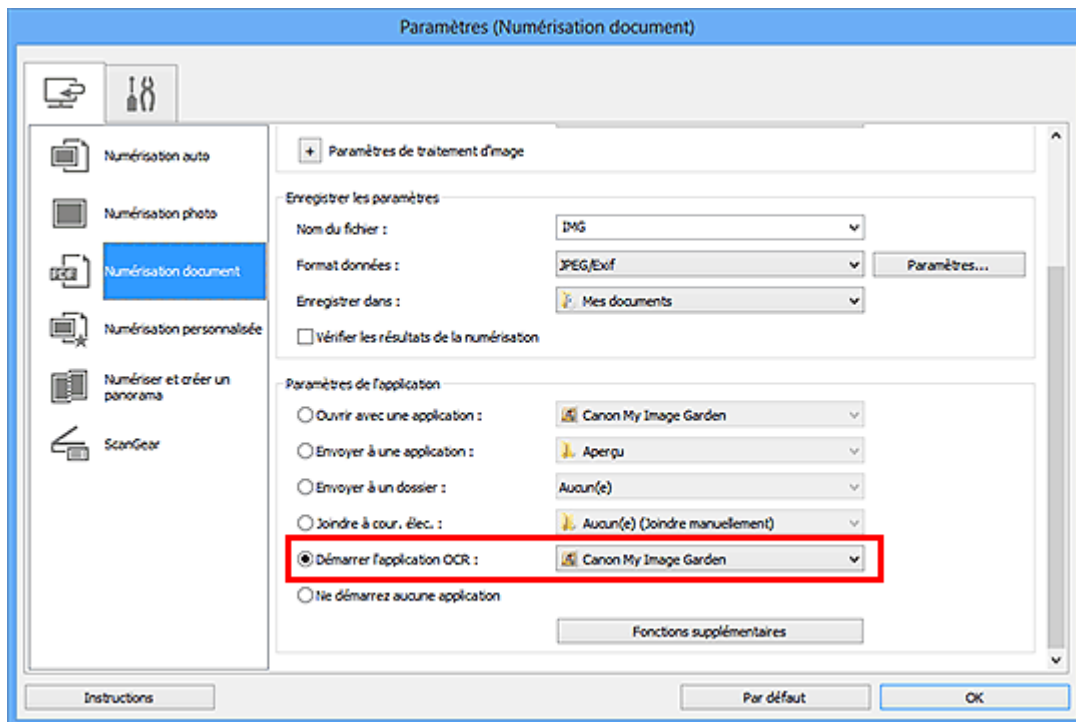 Paramètres (Numérisation document)
Numérisation auto
Numérisation photo
Numérisation document
Numérisation personnalisée
Numériser et créer un
panorama
ScanGear
+ Paramètres de traitement d'image
Enregistrer les paramètres
Nom du fichier : IMG
Format données : JPEG/Exif Paramètres...
Enregistrer dans : Mes documents
Vérifier les résultats de la numérisation
Paramètres de l'application
Ouvrir avec une application : Canon My Image Garden
Envoyer à une application : Aperçu
Envoyer à un dossier : Aucun(e)
Joindre à cour. élec. : Aucun(e) (Joindre manuellement)
Démarrer l'application OCR : Canon My Image Garden
Ne démarrez aucune application
Fonctions supplémentaires
Instructions Par défaut OK